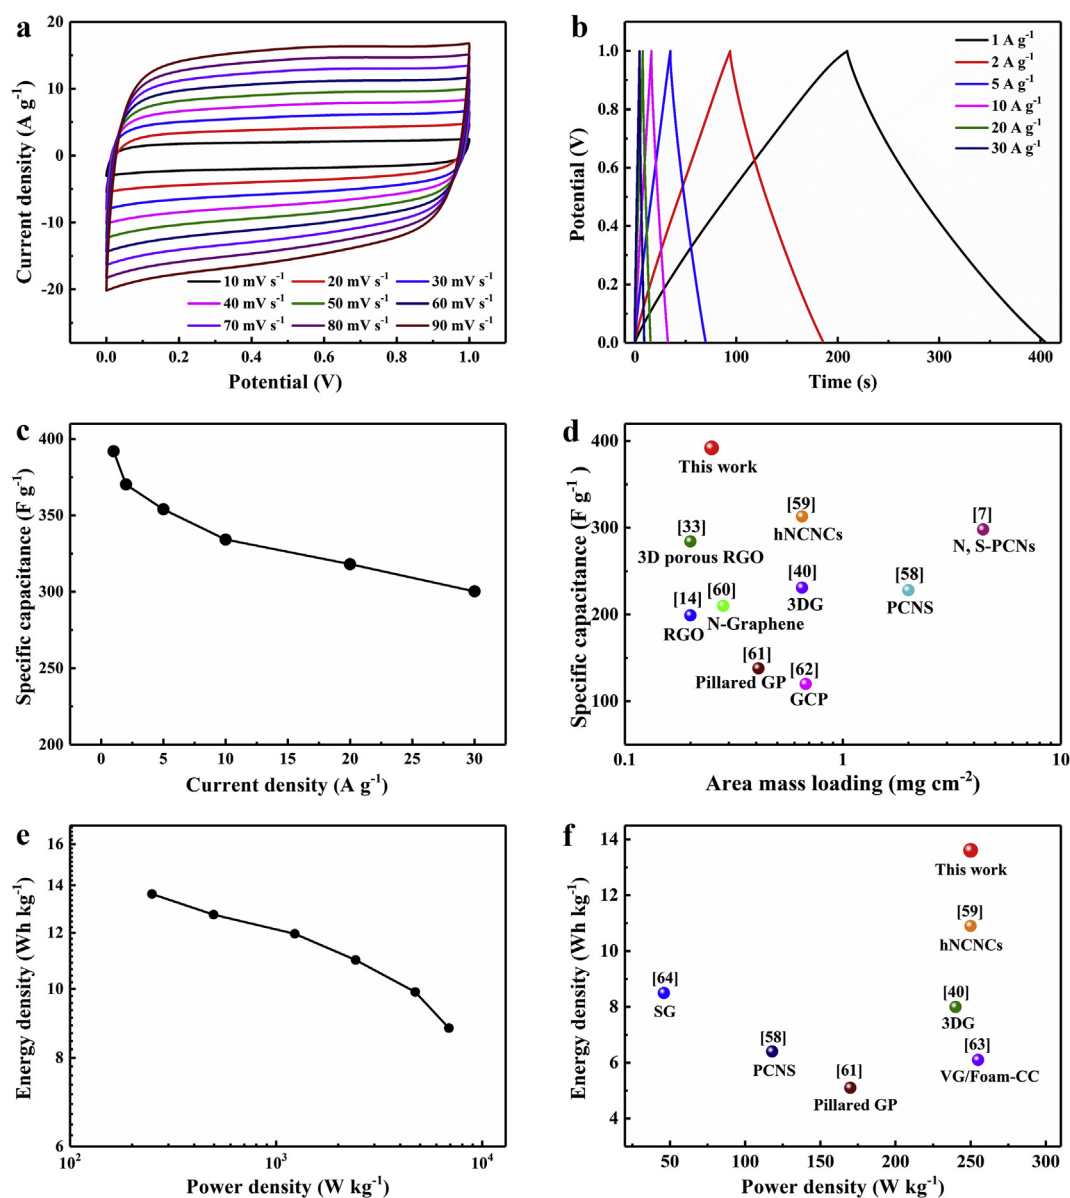 a
20
10
0
-10
-20
Current density (A g⁻¹)
10 mV s⁻¹ 20 mV s⁻¹ 30 mV s⁻¹
40 mV s⁻¹ 50 mV s⁻¹ 60 mV s⁻¹
70 mV s⁻¹ 80 mV s⁻¹ 90 mV s⁻¹
0.0 0.2 0.4 0.6 0.8 1.0
Potential (V)
b
1.0
0.8
0.6
0.4
0.2
0.0
Potential (V)
1 A g⁻¹
2 A g⁻¹
5 A g⁻¹
10 A g⁻¹
20 A g⁻¹
30 A g⁻¹
0 100 200 300 400
Time (s)
c
400
350
300
250
200
Specific capacitance (F g⁻¹)
0 5 10 15 20 25 30
Current density (A g⁻¹)
d
400
300
200
100
Specific capacitance (F g⁻¹)
This work
[59]
hNCNCs
[7]
N, S-PCNs
[33]
3D porous RGO
[40]
3DG
[58]
PCNS
[14]
RGO
[60]
N-Graphene
[61]
Pillared GP
[62]
GCP
0.1 1 10
Area mass loading (mg cm⁻²)
e
16
14
12
10
8
6
Energy density (Wh kg⁻¹)
10² 10³ 10⁴
Power density (W kg⁻¹)
f
14
12
10
8
6
4
Energy density (Wh kg⁻¹)
This work
[59]
hNCNCs
[64]
SG
[40]
3DG
[58]
PCNS
[63]
VG/Foam-CC
[61]
Pillared GP
50 100 150 200 250 300
Power density (W kg⁻¹)